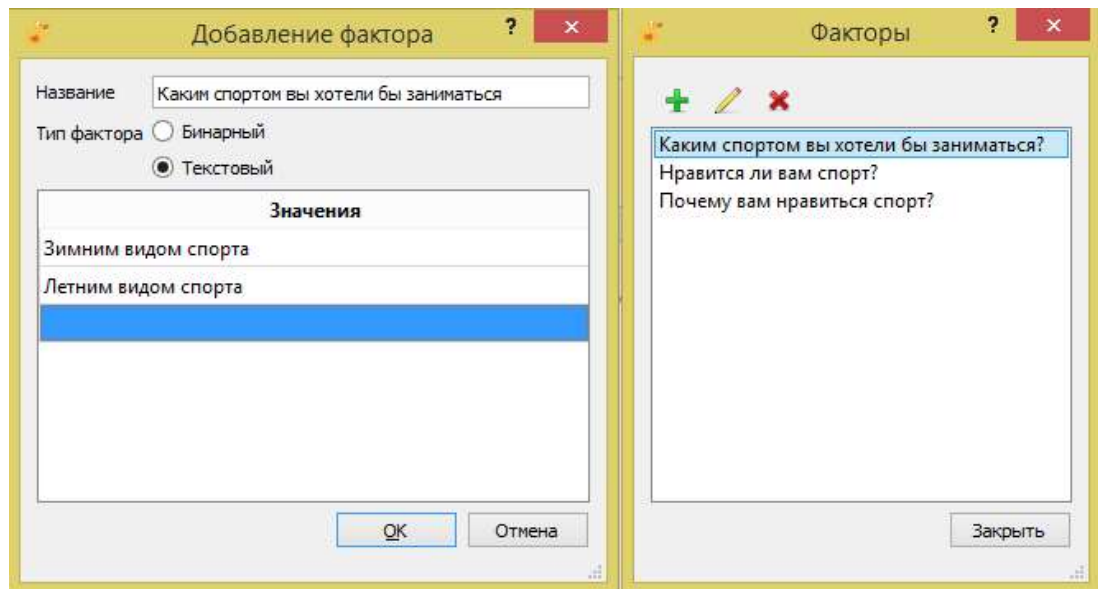 Добавление фактора
?
×
Название
Каким спортом вы хотели бы заниматься
Тип фактора
Бинарный
Текстовый
Значения
Зимним видом спорта
Летним видом спорта
OK
Отмена
Факторы
?
×
Каким спортом вы хотели бы заниматься?
Нравится ли вам спорт?
Почему вам нравиться спорт?
Закрыть